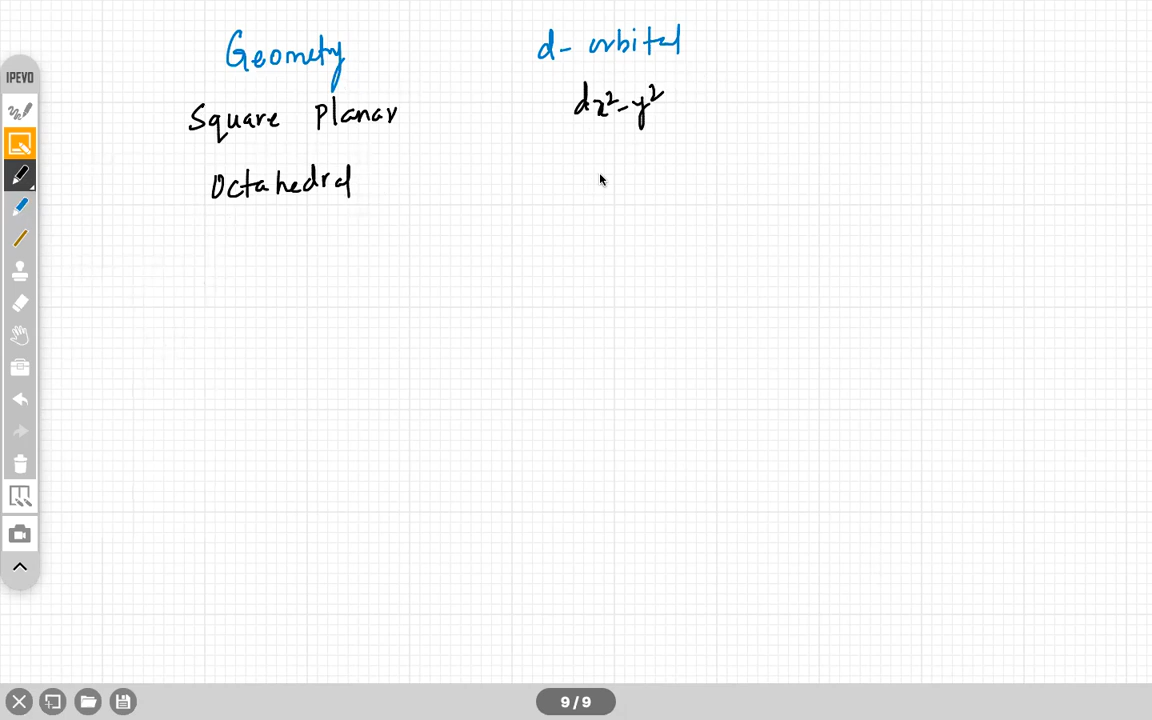 Geometry d- orbital
IPEVO
Square Planar dx²-y²
Octahedral
9/9